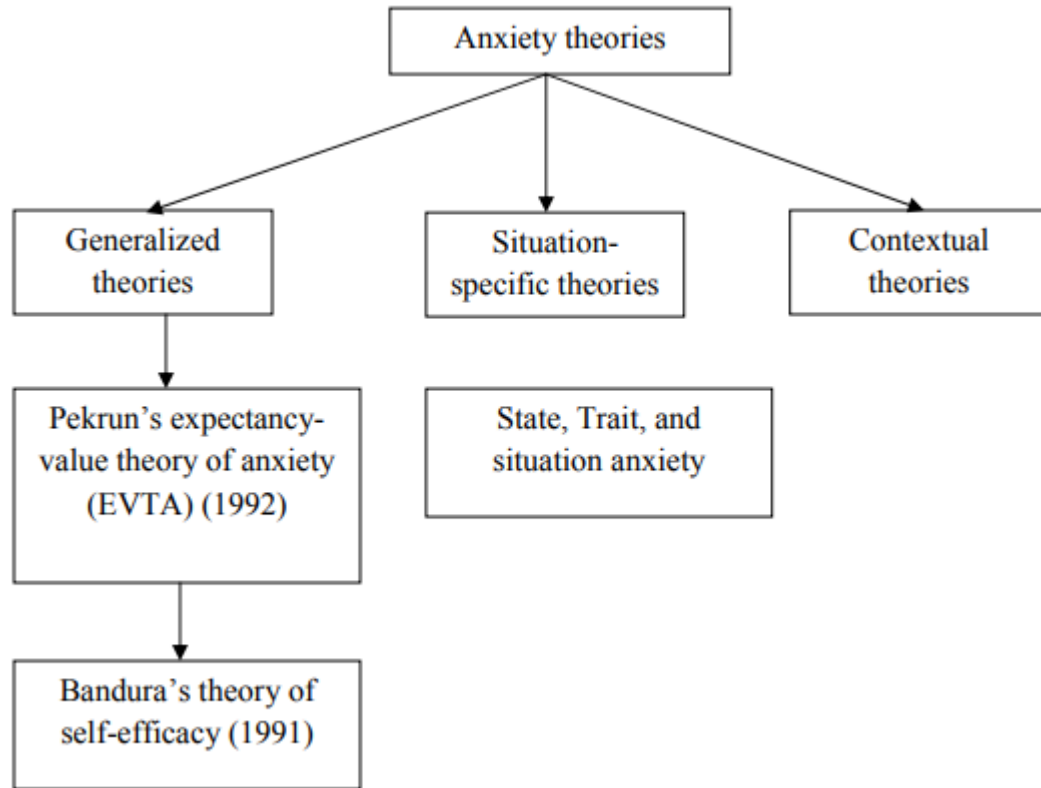 Anxiety theories
Generalized
theories
Situation-
specific theories
Contextual
theories
Pekrun’s expectancy-
value theory of anxiety
(EVTA) (1992)
State, Trait, and
situation anxiety
Bandura’s theory of
self-efficacy (1991)